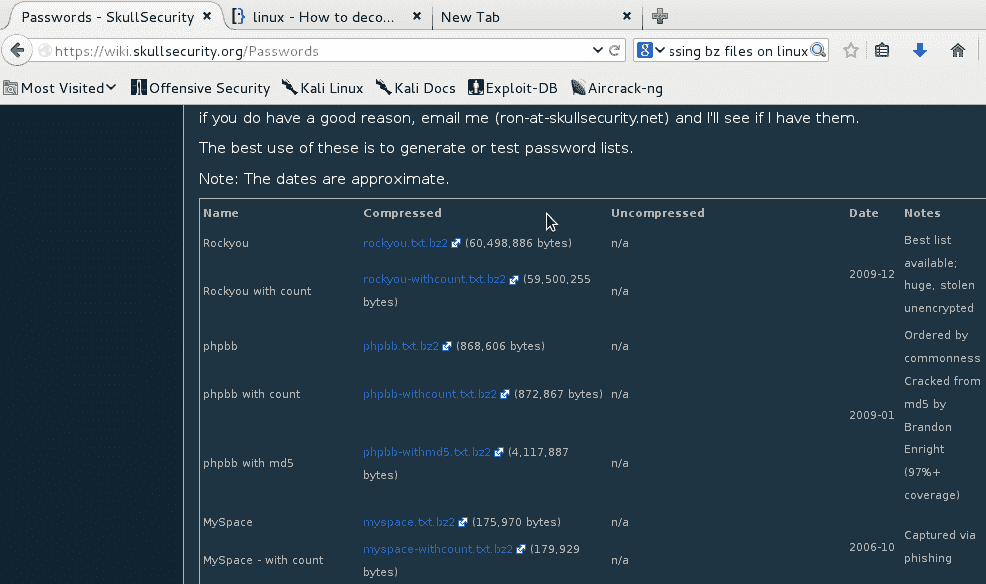 Passwords - SkullSecurity × linux - How to deco... × New Tab ×
https://wiki.skullsecurity.org/Passwords ssing bz files on linux
Most Visited Offensive Security Kali Linux Kali Docs Exploit-DB Aircrack-ng
if you do have a good reason, email me (ron-at-skullsecurity.net) and I'll see if I have them.
The best use of these is to generate or test password lists.
Note: The dates are approximate.
Name Compressed Uncompressed Date Notes
Rockyou rockyou.txt.bz2 (60,498,886 bytes) n/a
Rockyou with count rockyou-withcount.txt.bz2 (59,500,255
bytes) n/a
2009-12
Best list
available;
huge, stolen
unencrypted
phpbb phpbb.txt.bz2 (868,606 bytes) n/a
phpbb with count phpbb-withcount.txt.bz2 (872,867 bytes) n/a
phpbb with md5 phpbb-withmd5.txt.bz2 (4,117,887
bytes) n/a
2009-01
Ordered by
commonness
Cracked from
md5 by
Brandon
Enright
(97%+
coverage)
MySpace myspace.txt.bz2 (175,970 bytes) n/a
MySpace - with count myspace-withcount.txt.bz2 (179,929
bytes) n/a
2006-10
Captured via
phishing